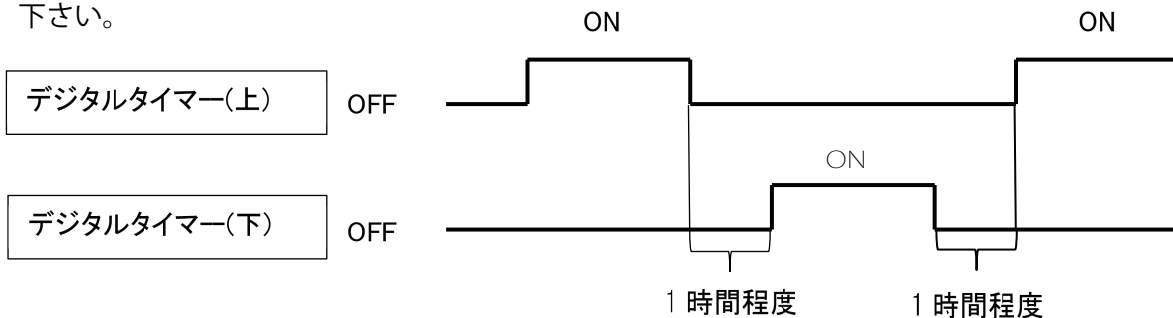 下さい。
ON ON
デジタルタイマー(上) OFF
ON
デジタルタイマー(下) OFF
1時間程度 1時間程度